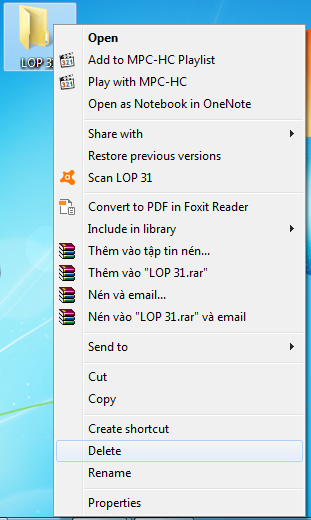 LOP 31
Open
Add to MPC-HC Playlist
Play with MPC-HC
Open as Notebook in OneNote
Share with
Restore previous versions
Scan LOP 31
Convert to PDF in Foxit Reader
Include in library
Thêm vào tập tin nén...
Thêm vào "LOP 31.rar"
Nén và email...
Nén vào "LOP 31.rar" và email
Send to
Cut
Copy
Create shortcut
Delete
Rename
Properties